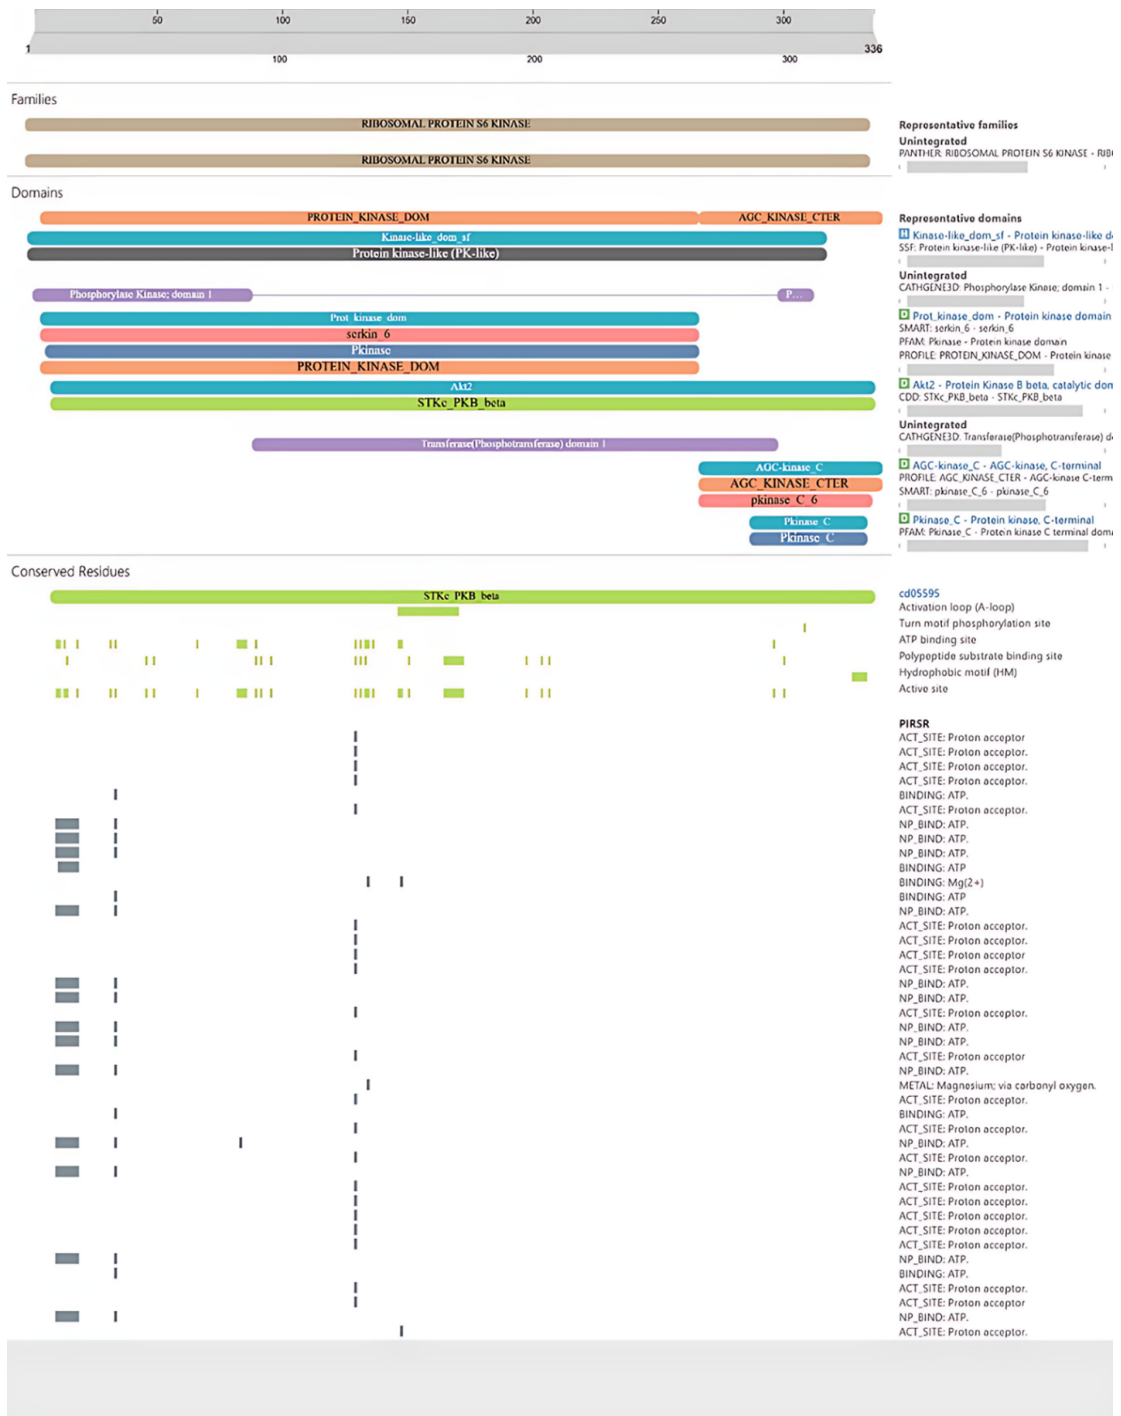 50 100 150 200 250 300
1 336
100 200 300
Families
RIBOSOMAL PROTEIN S6 KINASE
Representative families
Unintegrated
PANTHER: RIBOSOMAL PROTEIN S6 KINASE - RIB
RIBOSOMAL PROTEIN S6 KINASE
Domains
PROTEIN_KINASE_DOM AGC_KINASE_CTER
Representative domains
Kinase-like_dom_sf
H Kinase-like_dom_sf - Protein kinase-like d
Protein kinase-like (PK-like)
SSF: Protein kinase-like (PK-like) - Protein kinase-l
Unintegrated
Phosphorylase Kinase; domain 1 P...
CATHGENE3D: Phosphorylase Kinase; domain 1 -
Prot_kinase_dom
D Prot_kinase_dom - Protein kinase domain
serkin_6
SMART: serkin_6 - serkin_6
Pkinase
PFAM: Pkinase - Protein kinase domain
PROTEIN_KINASE_DOM
PROFILE: PROTEIN_KINASE_DOM - Protein kinase
Akt2
D Akt2 - Protein Kinase B beta, catalytic dom
STKc_PKB_beta
CDD: STKc_PKB_beta - STKc_PKB_beta
Unintegrated
Transferase(Phosphotransferase) domain 1
CATHGENE3D: Transferase(Phosphotransferase) d
AGC-kinase_C
D AGC-kinase_C - AGC-kinase, C-terminal
AGC_KINASE_CTER
PROFILE: AGC_KINASE_CTER - AGC-kinase C-term
pkinase_C_6
SMART: pkinase_C_6 - pkinase_C_6
Pkinase_C
D Pkinase_C - Protein kinase, C-terminal
Pkinase_C
PFAM: Pkinase_C - Protein kinase C terminal doma
Conserved Residues
STKc_PKB_beta
cd05595
Activation loop (A-loop)
Turn motif phosphorylation site
ATP binding site
Polypeptide substrate binding site
Hydrophobic motif (HM)
Active site
PIRSR
ACT_SITE: Proton acceptor
ACT_SITE: Proton acceptor.
ACT_SITE: Proton acceptor.
ACT_SITE: Proton acceptor.
BINDING: ATP.
ACT_SITE: Proton acceptor.
NP_BIND: ATP.
NP_BIND: ATP.
NP_BIND: ATP.
BINDING: ATP
BINDING: Mg(2+)
BINDING: ATP
NP_BIND: ATP.
ACT_SITE: Proton acceptor.
ACT_SITE: Proton acceptor.
ACT_SITE: Proton acceptor
ACT_SITE: Proton acceptor.
NP_BIND: ATP.
NP_BIND: ATP.
ACT_SITE: Proton acceptor.
NP_BIND: ATP.
NP_BIND: ATP.
ACT_SITE: Proton acceptor
NP_BIND: ATP.
METAL: Magnesium; via carbonyl oxygen.
ACT_SITE: Proton acceptor.
BINDING: ATP.
ACT_SITE: Proton acceptor.
NP_BIND: ATP.
ACT_SITE: Proton acceptor.
NP_BIND: ATP.
ACT_SITE: Proton acceptor.
ACT_SITE: Proton acceptor.
ACT_SITE: Proton acceptor.
ACT_SITE: Proton acceptor.
ACT_SITE: Proton acceptor.
NP_BIND: ATP.
BINDING: ATP.
ACT_SITE: Proton acceptor.
ACT_SITE: Proton acceptor
NP_BIND: ATP.
ACT_SITE: Proton acceptor.